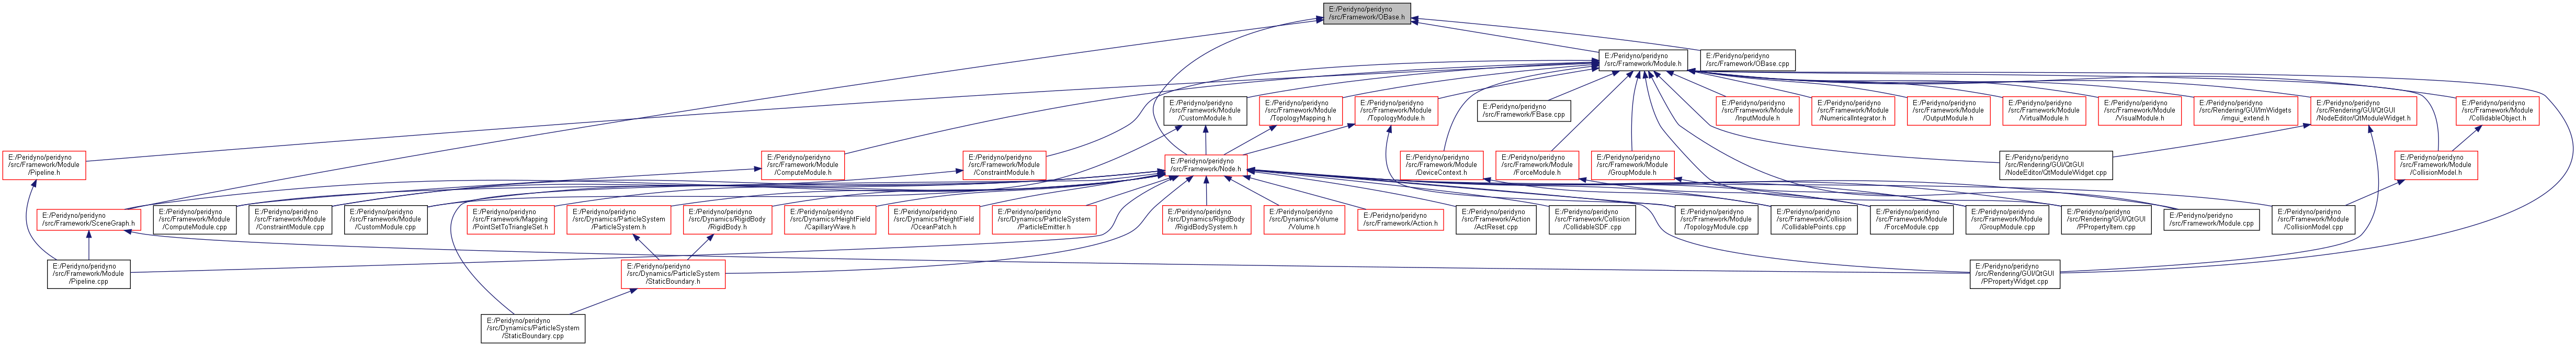 E:/Peridyno/peridyno
/src/Framework/OBase.h
E:/Peridyno/peridyno
/src/Framework/Module.h
E:/Peridyno/peridyno
/src/Framework/OBase.cpp
E:/Peridyno/peridyno
/src/Framework/Module
/CustomModule.h
E:/Peridyno/peridyno
/src/Framework/Module
/TopologyMapping.h
E:/Peridyno/peridyno
/src/Framework/Module
/TopologyModule.h
E:/Peridyno/peridyno
/src/Framework/FBase.cpp
E:/Peridyno/peridyno
/src/Framework/Module
/InputModule.h
E:/Peridyno/peridyno
/src/Framework/Module
/NumericalIntegrator.h
E:/Peridyno/peridyno
/src/Framework/Module
/OutputModule.h
E:/Peridyno/peridyno
/src/Framework/Module
/VirtualModule.h
E:/Peridyno/peridyno
/src/Framework/Module
/VisualModule.h
E:/Peridyno/peridyno
/src/Rendering/GUI/ImWidgets
/imgui_extend.h
E:/Peridyno/peridyno
/src/Rendering/GUI/QtGUI
/NodeEditor/QtModuleWidget.h
E:/Peridyno/peridyno
/src/Framework/Module
/CollidableObject.h
E:/Peridyno/peridyno
/src/Framework/Module
/Pipeline.h
E:/Peridyno/peridyno
/src/Framework/Module
/ComputeModule.h
E:/Peridyno/peridyno
/src/Framework/Module
/ConstraintModule.h
E:/Peridyno/peridyno
/src/Framework/Node.h
E:/Peridyno/peridyno
/src/Framework/Module
/DeviceContext.h
E:/Peridyno/peridyno
/src/Framework/Module
/ForceModule.h
E:/Peridyno/peridyno
/src/Framework/Module
/GroupModule.h
E:/Peridyno/peridyno
/src/Rendering/GUI/QtGUI
/NodeEditor/QtModuleWidget.cpp
E:/Peridyno/peridyno
/src/Framework/Module
/CollisionModel.h
E:/Peridyno/peridyno
/src/Framework/SceneGraph.h
E:/Peridyno/peridyno
/src/Framework/Module
/ComputeModule.cpp
E:/Peridyno/peridyno
/src/Framework/Module
/ConstraintModule.cpp
E:/Peridyno/peridyno
/src/Framework/Module
/CustomModule.cpp
E:/Peridyno/peridyno
/src/Framework/Mapping
/PointSetToTriangleSet.h
E:/Peridyno/peridyno
/src/Dynamics/ParticleSystem
/ParticleSystem.h
E:/Peridyno/peridyno
/src/Dynamics/RigidBody
/RigidBody.h
E:/Peridyno/peridyno
/src/Dynamics/HeightField
/CapillaryWave.h
E:/Peridyno/peridyno
/src/Dynamics/HeightField
/OceanPatch.h
E:/Peridyno/peridyno
/src/Dynamics/ParticleSystem
/ParticleEmitter.h
E:/Peridyno/peridyno
/src/Dynamics/RigidBody
/RigidBodySystem.h
E:/Peridyno/peridyno
/src/Dynamics/Volume
/Volume.h
E:/Peridyno/peridyno
/src/Framework/Action.h
E:/Peridyno/peridyno
/src/Framework/Action
/ActReset.cpp
E:/Peridyno/peridyno
/src/Framework/Collision
/CollidableSDF.cpp
E:/Peridyno/peridyno
/src/Framework/Module
/TopologyModule.cpp
E:/Peridyno/peridyno
/src/Framework/Collision
/CollidablePoints.cpp
E:/Peridyno/peridyno
/src/Framework/Module
/ForceModule.cpp
E:/Peridyno/peridyno
/src/Framework/Module
/GroupModule.cpp
E:/Peridyno/peridyno
/src/Rendering/GUI/QtGUI
/PPropertyItem.cpp
E:/Peridyno/peridyno
/src/Framework/Module.cpp
E:/Peridyno/peridyno
/src/Framework/Module
/CollisionModel.cpp
E:/Peridyno/peridyno
/src/Framework/Module
/Pipeline.cpp
E:/Peridyno/peridyno
/src/Dynamics/ParticleSystem
/StaticBoundary.h
E:/Peridyno/peridyno
/src/Rendering/GUI/QtGUI
/PPropertyWidget.cpp
E:/Peridyno/peridyno
/src/Dynamics/ParticleSystem
/StaticBoundary.cpp